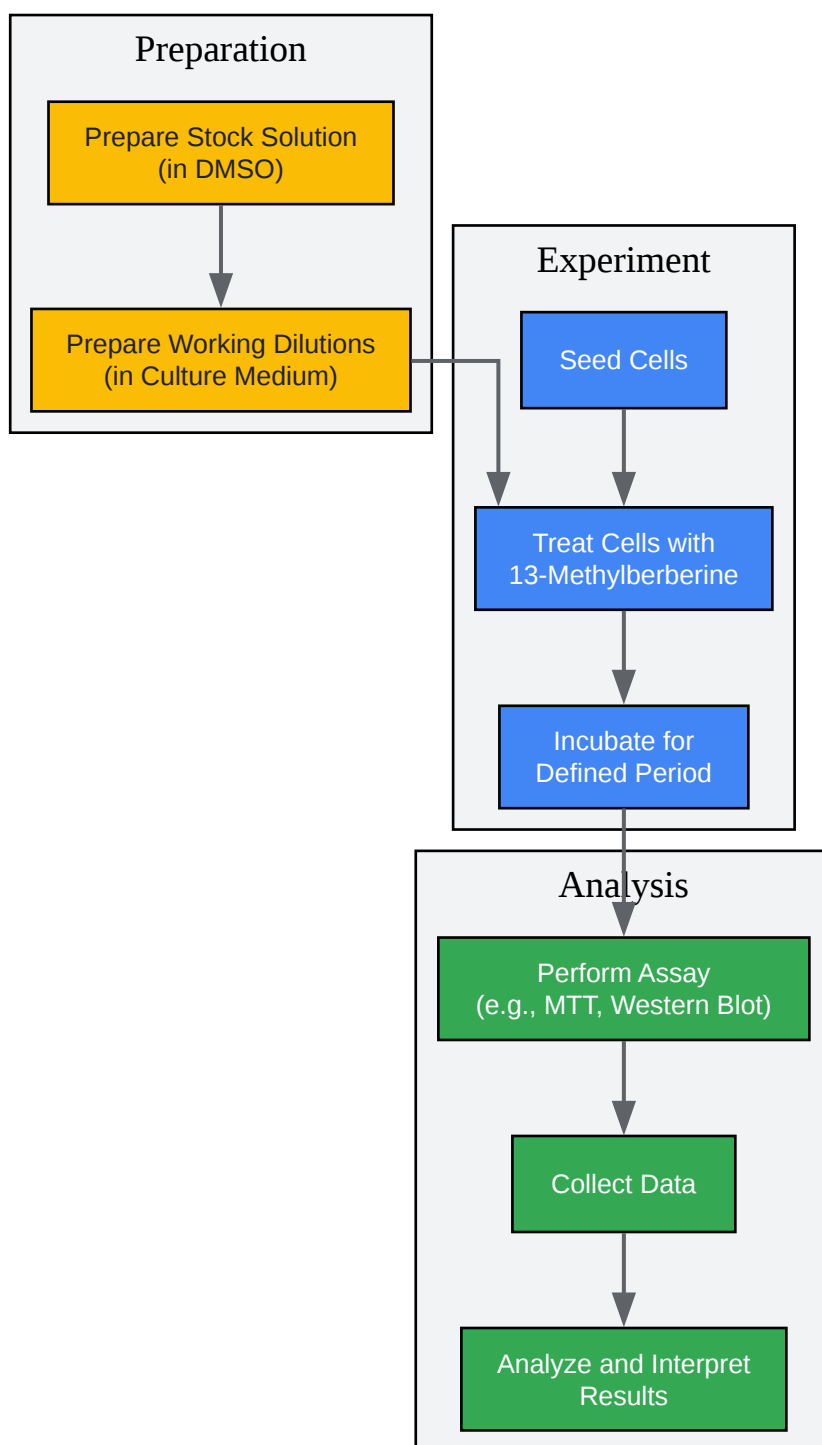 Preparation
Prepare Stock Solution
(in DMSO)
Prepare Working Dilutions
(in Culture Medium)
Experiment
Seed Cells
Treat Cells with
13-Methylberberine
Incubate for
Defined Period
Analysis
Perform Assay
(e.g., MTT, Western Blot)
Collect Data
Analyze and Interpret
Results